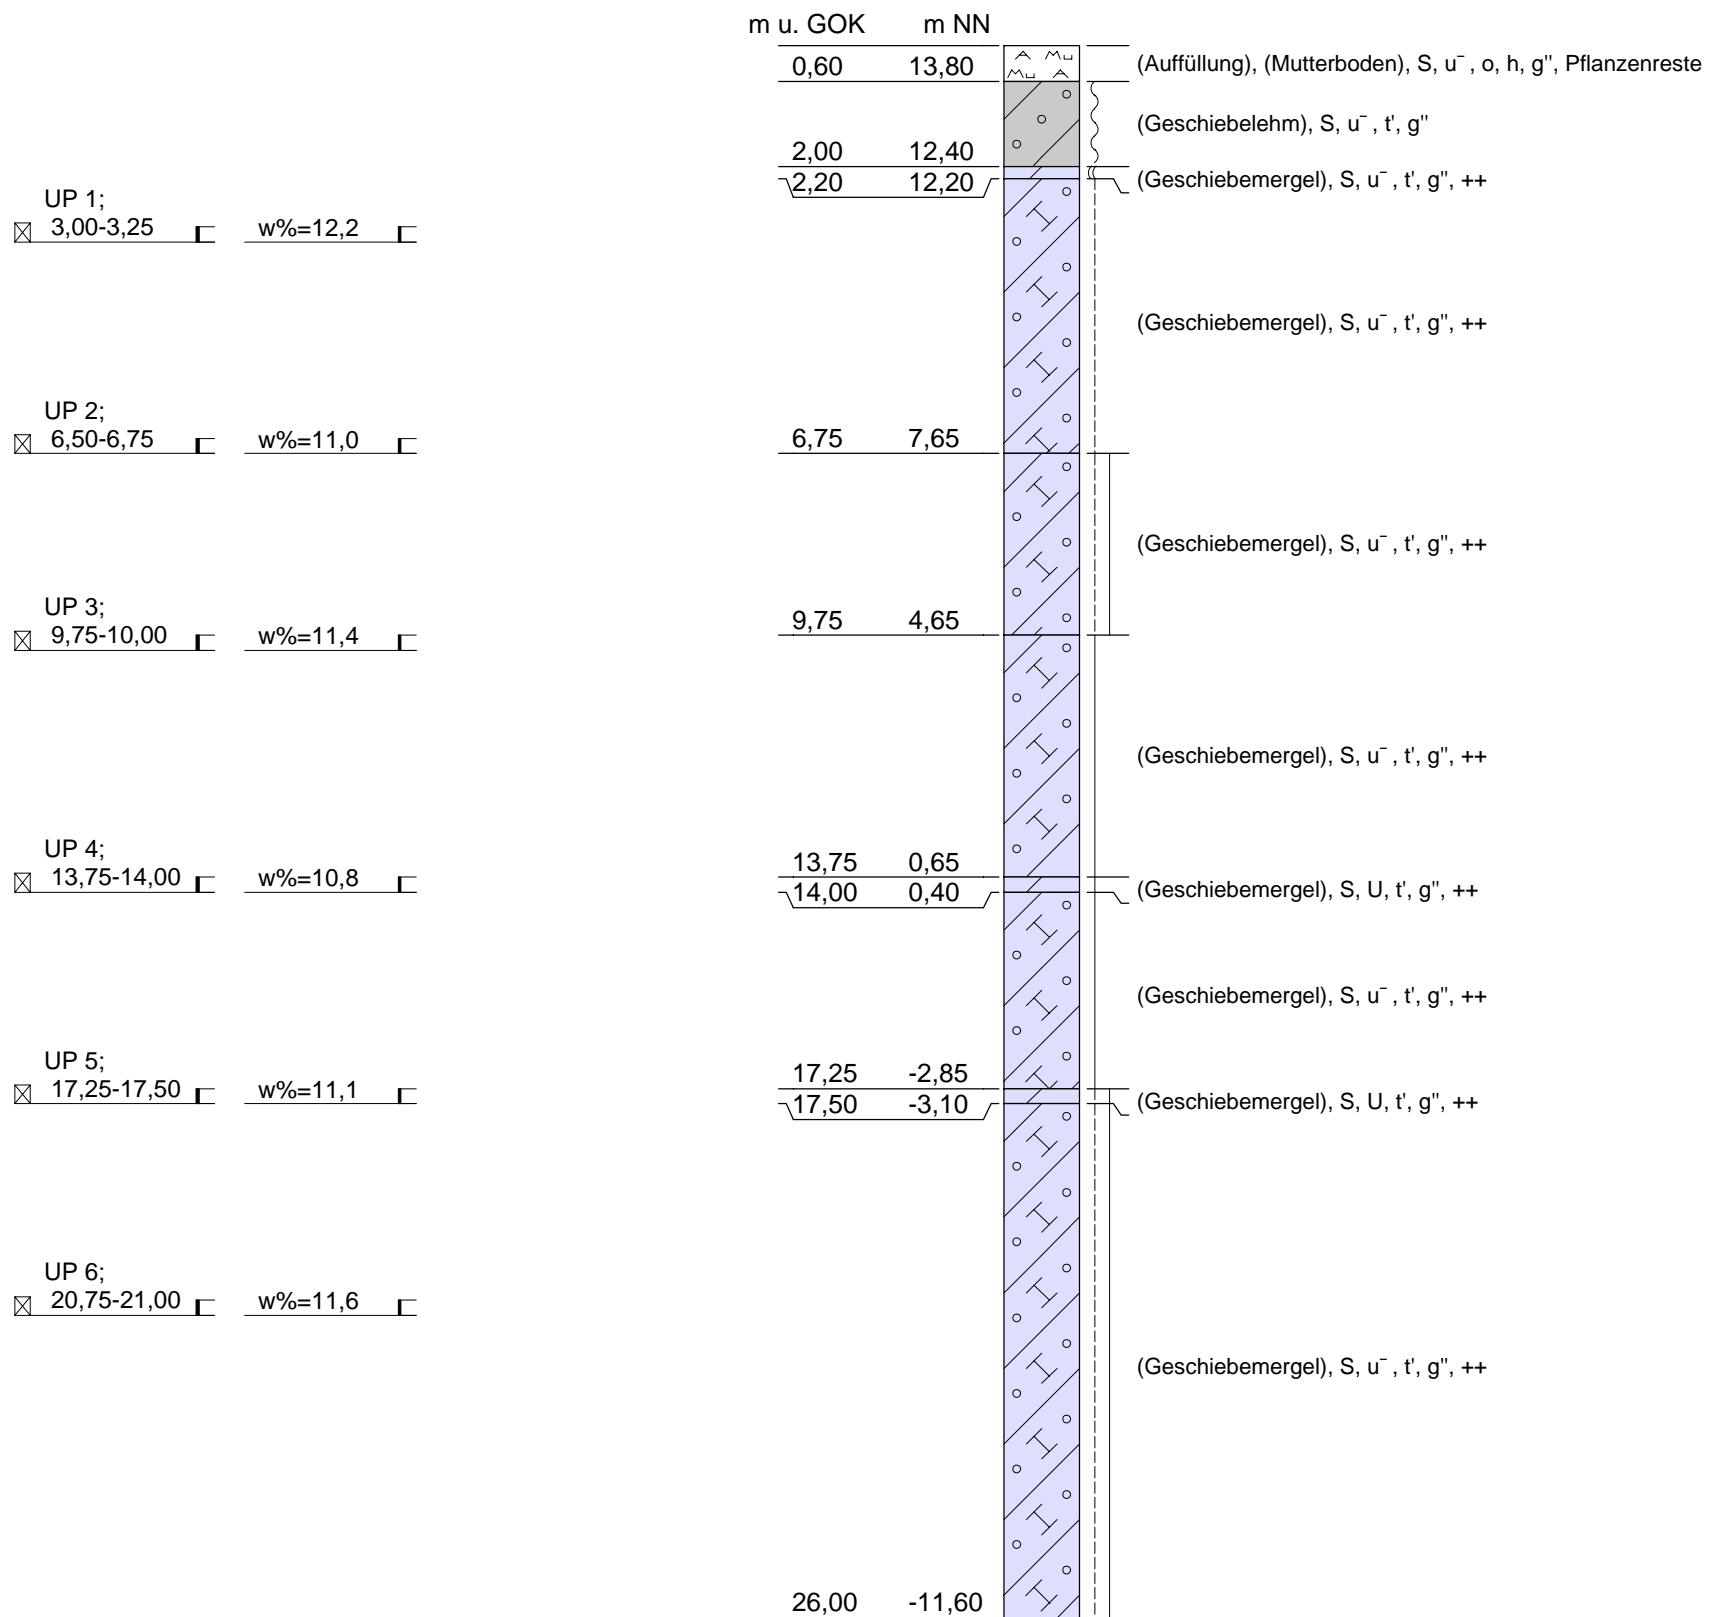 m u. GOK m NN
0,60 13,80 (Auffüllung), (Mutterboden), S, u¯, o, h, g'', Pflanzenreste
A Mu
Mu A
(Geschiebelehm), S, u¯, t', g''
2,00 12,40
2,20 12,20 (Geschiebemergel), S, u¯, t', g'', ++
UP 1;
3,00-3,25 w%=12,2
(Geschiebemergel), S, u¯, t', g'', ++
UP 2;
6,50-6,75 w%=11,0 6,75 7,65
(Geschiebemergel), S, u¯, t', g'', ++
UP 3;
9,75-10,00 w%=11,4 9,75 4,65
(Geschiebemergel), S, u¯, t', g'', ++
UP 4;
13,75 0,65
13,75-14,00 w%=10,8
14,00 0,40 (Geschiebemergel), S, U, t', g'', ++
(Geschiebemergel), S, u¯, t', g'', ++
UP 5;
17,25 -2,85
17,25-17,50 w%=11,1
17,50 -3,10 (Geschiebemergel), S, U, t', g'', ++
UP 6;
20,75-21,00 w%=11,6
(Geschiebemergel), S, u¯, t', g'', ++
26,00 -11,60